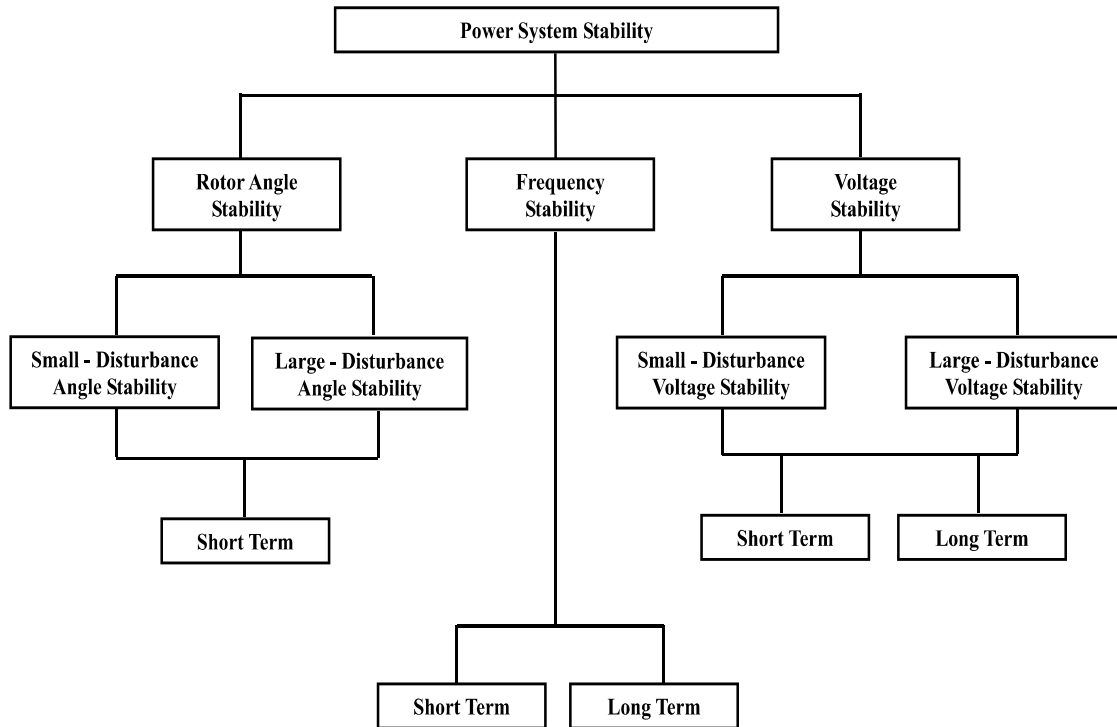 Power System Stability
Rotor Angle
Stability
Frequency
Stability
Voltage
Stability
Small - Disturbance
Angle Stability
Large - Disturbance
Angle Stability
Small - Disturbance
Voltage Stability
Large - Disturbance
Voltage Stability
Short Term
Short Term
Long Term
Short Term
Long Term